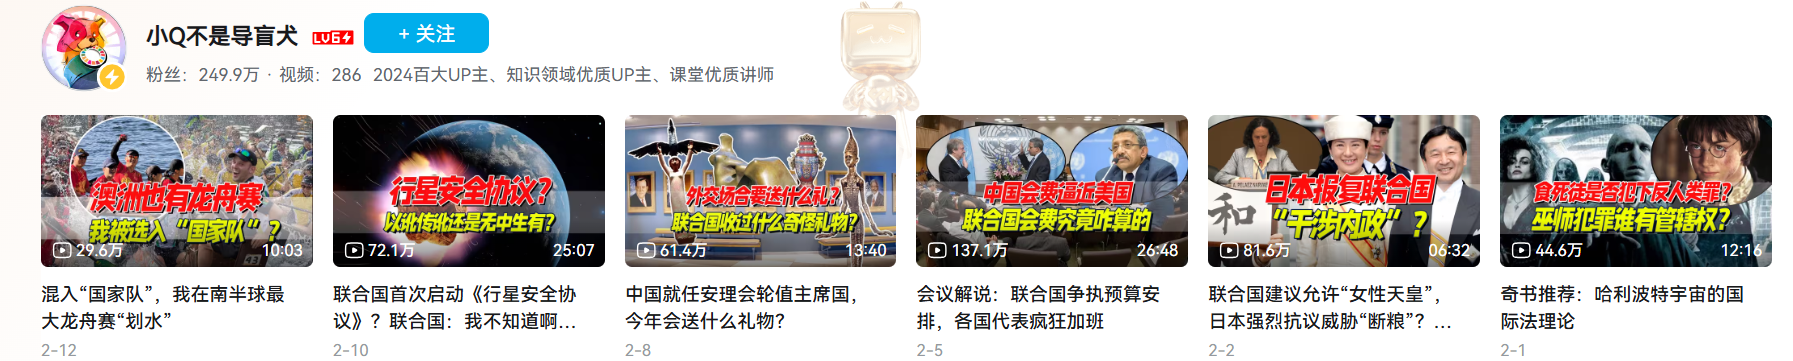 小Q不是导盲犬 LV6 + 关注
粉丝：249.9万 · 视频：286 2024百大UP主、知识领域优质UP主、课堂优质讲师
澳洲也有龙舟赛
我被选入“国家队”？
29.6万 10:03
混入“国家队”，我在南半球最
大龙舟赛“划水”
2-12
行星安全协议？
以讹传讹还是无中生有？
72.1万 25:07
联合国首次启动《行星安全协
议》？联合国：我不知道啊...
2-10
外交场合要送什么礼？
联合国收过什么奇怪礼物？
61.4万 13:40
中国就任安理会轮值主席国，
今年会送什么礼物？
2-8
中国会费逼近美国
联合国会费究竟咋算的
137.1万 26:48
会议解说：联合国争执预算安
排，各国代表疯狂加班
2-5
和
日本报复联合国
“干涉内政”？
81.6万 06:32
联合国建议允许“女性天皇”，
日本强烈抗议威胁“断粮”？...
2-2
食死徒是否犯下反人类罪？
巫师犯罪谁有管辖权？
44.6万 12:16
奇书推荐：哈利波特宇宙的国
际法理论
2-1